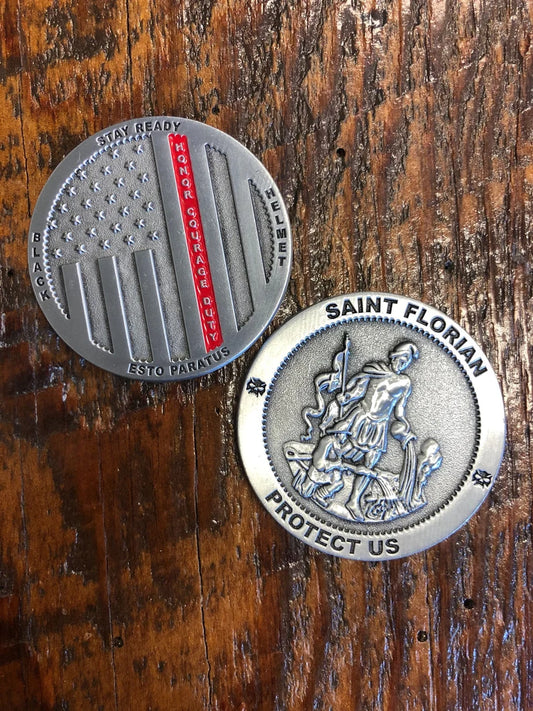 STAY READY
BLACK
HONOR COURAGE DUTY
HELMET
ESTO PARATUS
SAINT FLORIAN
PROTECT US